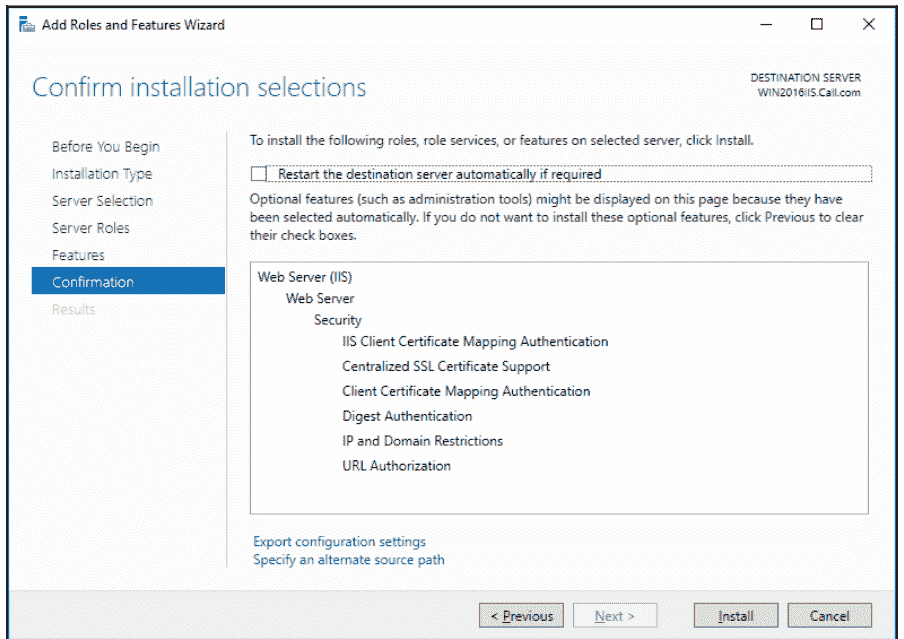 Add Roles and Features Wizard
Confirm installation selections
DESTINATION SERVER
WIN2016IIS.Call.com
Before You Begin
Installation Type
Server Selection
Server Roles
Features
Confirmation
Results
To install the following roles, role services, or features on selected server, click Install.
Restart the destination server automatically if required
Optional features (such as administration tools) might be displayed on this page because they have
been selected automatically. If you do not want to install these optional features, click Previous to clear
their check boxes.
Web Server (IIS)
Web Server
Security
IIS Client Certificate Mapping Authentication
Centralized SSL Certificate Support
Client Certificate Mapping Authentication
Digest Authentication
IP and Domain Restrictions
URL Authorization
Export configuration settings
Specify an alternate source path
< Previous
Next >
Install
Cancel